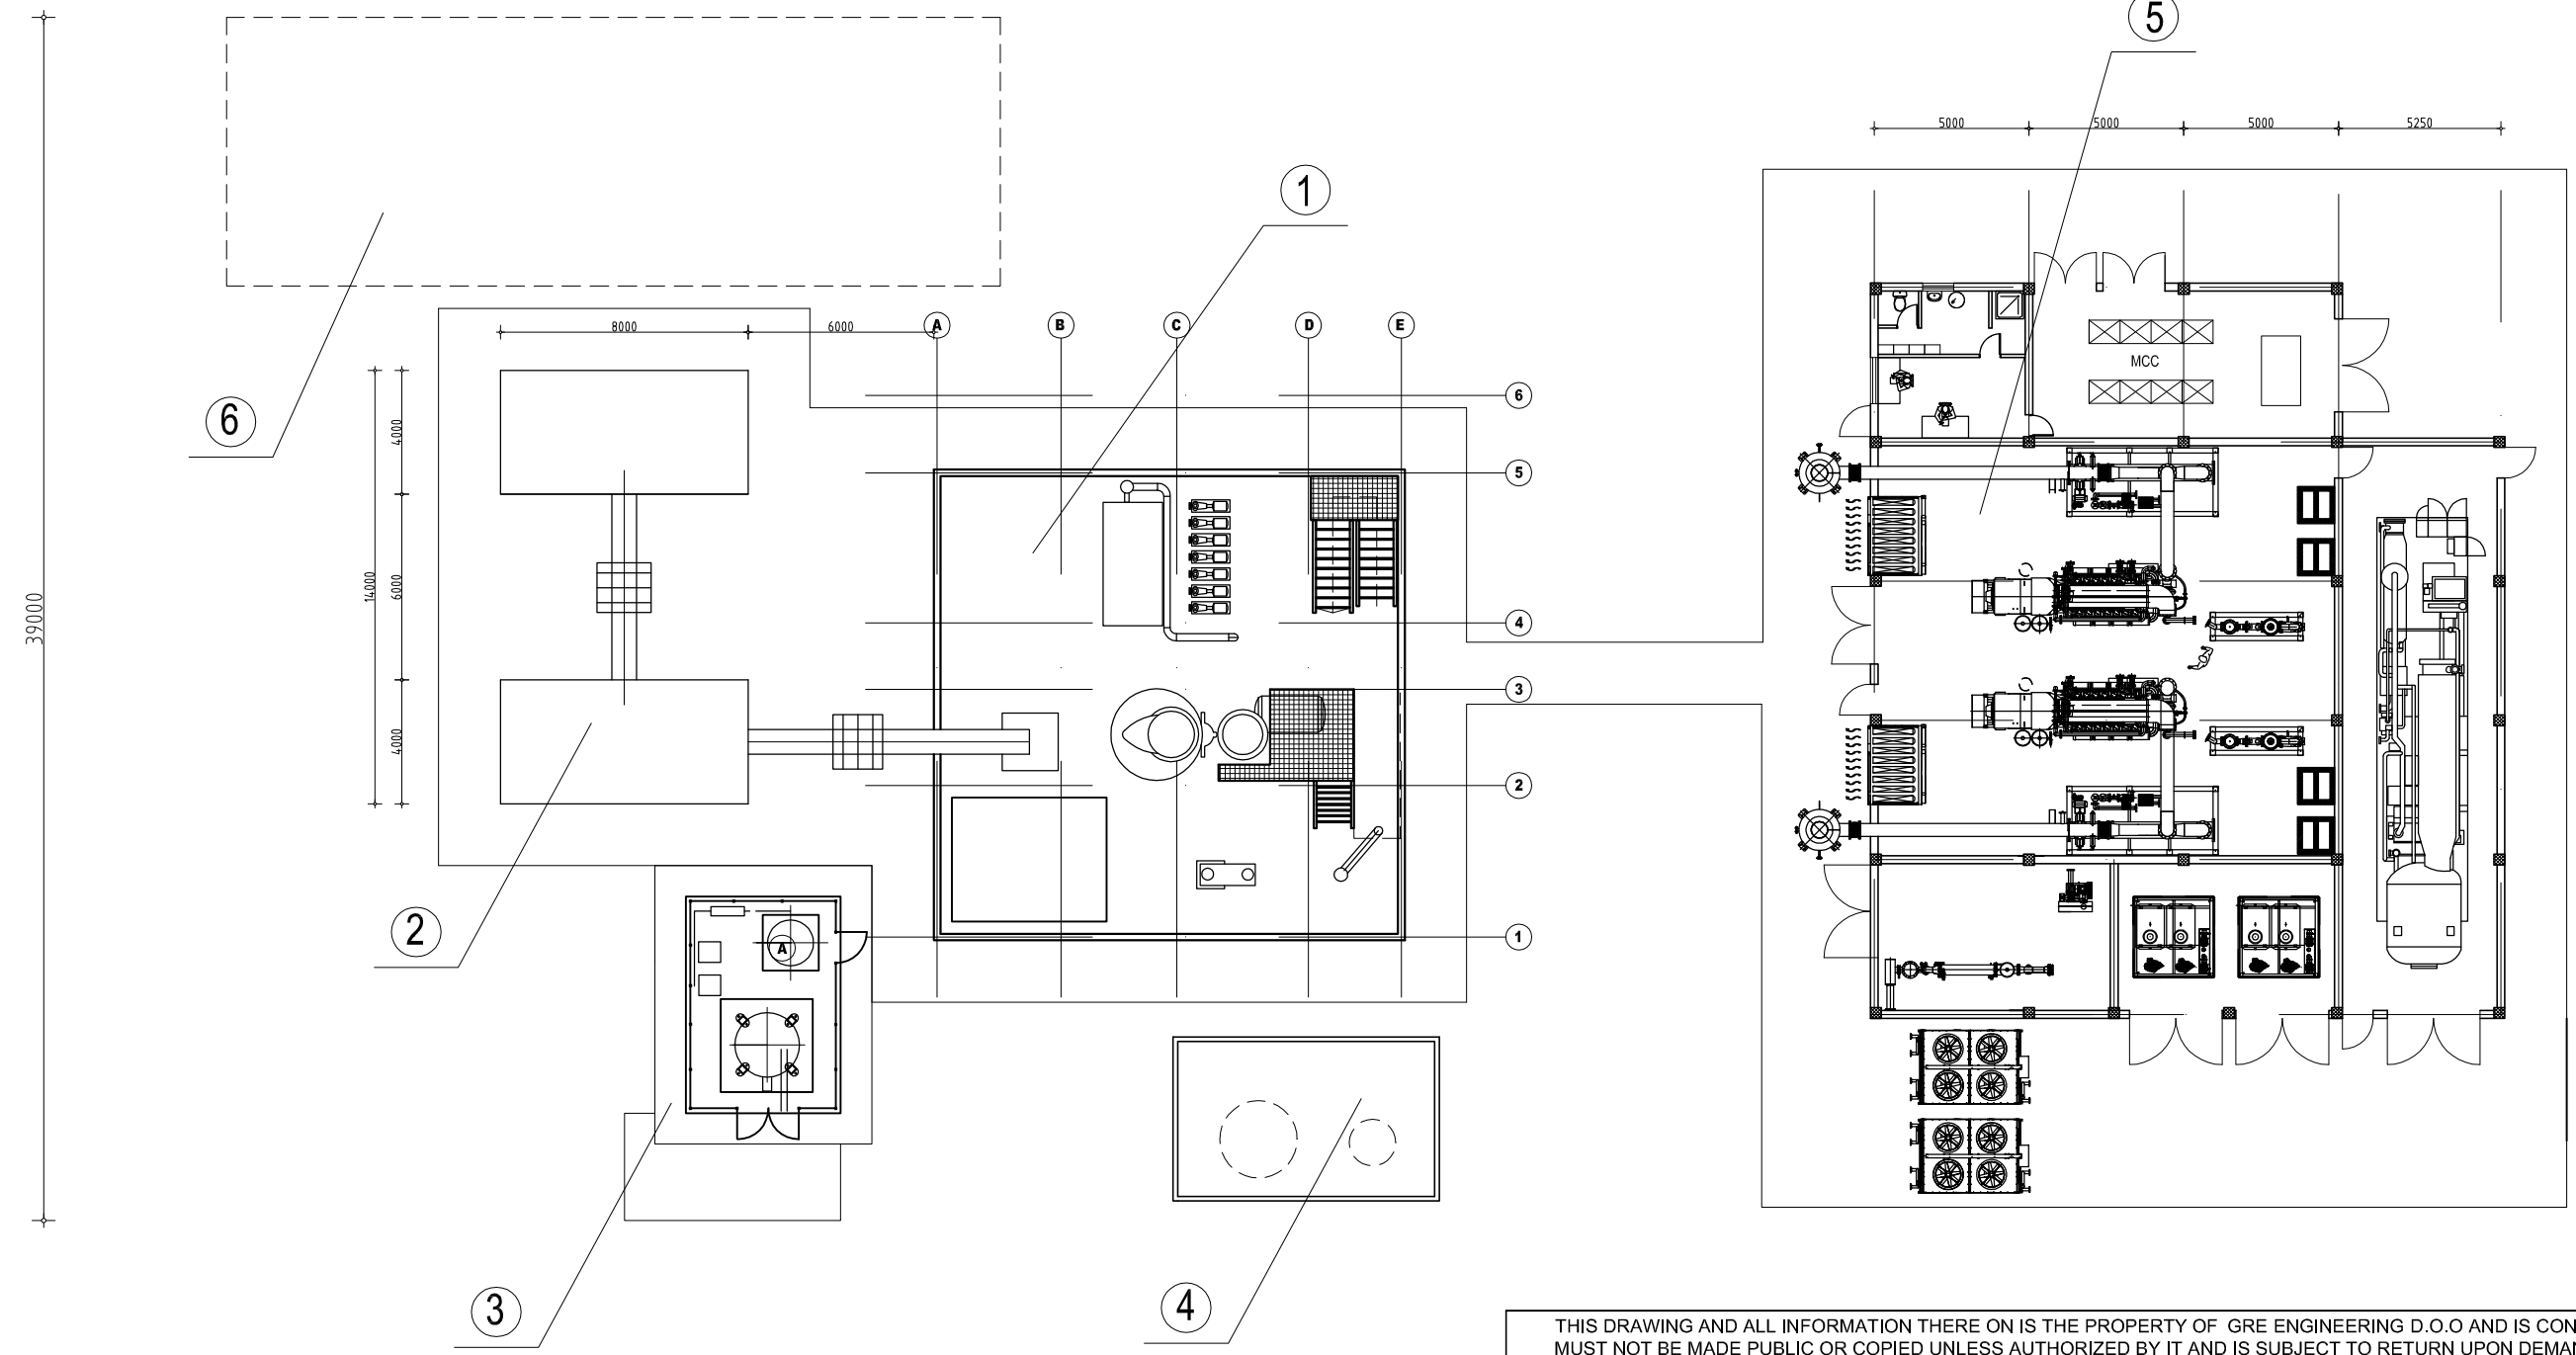 5
5000 5000 5000 5250
1
8000 6000
A B C D E
6
MCC
6
5
4000
4
14000 6000
39000
3
4000
2
2
A
1
3
4
THIS DRAWING AND ALL INFORMATION THERE ON IS THE PROPERTY OF GRE ENGINEERING D.O.O AND IS CON
MUST NOT BE MADE PUBLIC OR COPIED UNLESS AUTHORIZED BY IT AND IS SUBJECT TO RETURN UPON DEMA